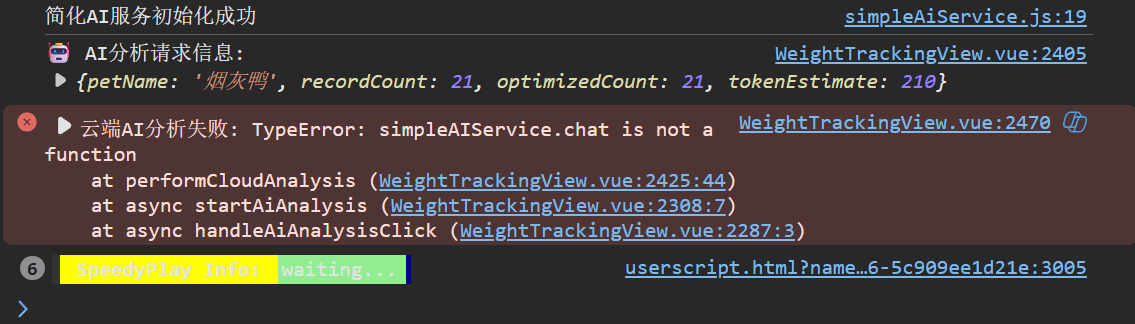 简化AI服务初始化成功 simpleAiService.js:19
AI分析请求信息: WeightTrackingView.vue:2405
{petName: '烟灰鸭', recordCount: 21, optimizedCount: 21, tokenEstimate: 210}
云端AI分析失败: TypeError: simpleAIService.chat is not a WeightTrackingView.vue:2470
function
at performCloudAnalysis (WeightTrackingView.vue:2425:44)
at async startAiAnalysis (WeightTrackingView.vue:2308:7)
at async handleAiAnalysisClick (WeightTrackingView.vue:2287:3)
6 SpeedyPlay Info: waiting... userscript.html?name…6-5c909ee1d21e:3005